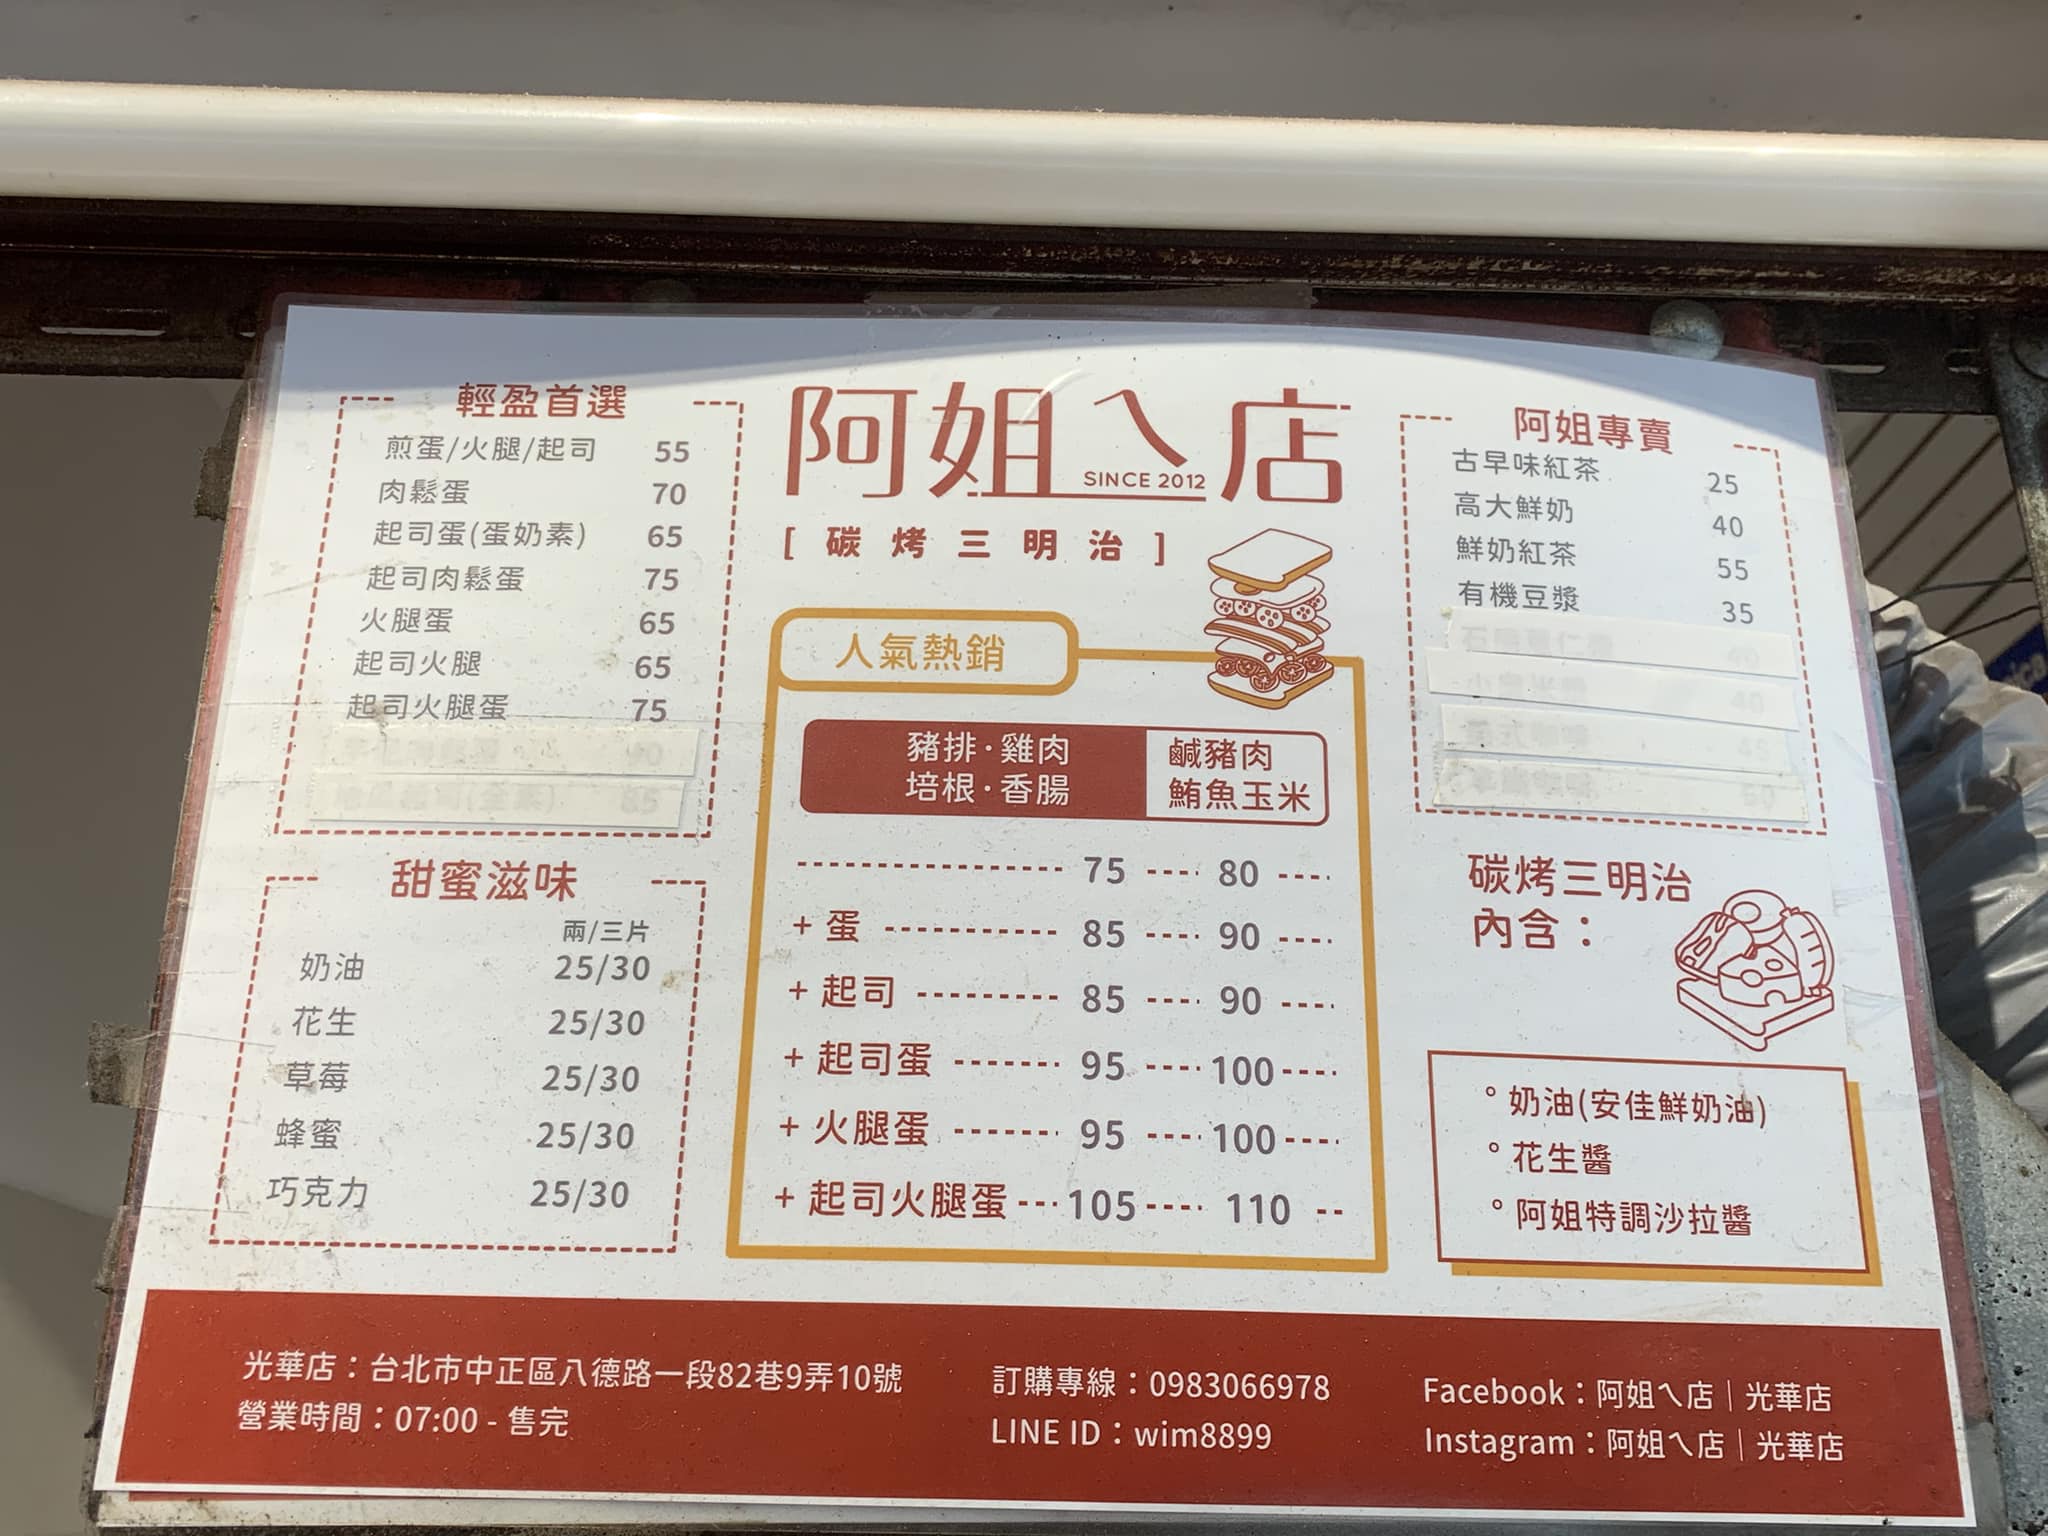 輕盈首選
煎蛋/火腿/起司 55
肉鬆蛋 70
起司蛋(蛋奶素) 65
起司肉鬆蛋 75
火腿蛋 65
起司火腿 65
起司火腿蛋 75
甜蜜滋味
兩/三片
奶油 25/30
花生 25/30
草莓 25/30
蜂蜜 25/30
巧克力 25/30
阿姐ㄟ店
SINCE 2012
[碳烤三明治]
人氣熱銷
豬排·雞肉 鹹豬肉
培根·香腸 鮪魚玉米
75 80
+蛋 85 90
+起司 85 90
+起司蛋 95 100
+火腿蛋 95 100
+起司火腿蛋 105 110
阿姐專賣
古早味紅茶 25
高大鮮奶 40
鮮奶紅茶 55
有機豆漿 35
碳烤三明治
內含：
°奶油(安佳鮮奶油)
°花生醬
°阿姐特調沙拉醬
光華店：台北市中正區八德路一段82巷9弄10號
營業時間：07:00 - 售完
訂購專線：0983066978
LINE ID：wim8899
Facebook：阿姐ㄟ店｜光華店
Instagram：阿姐ㄟ店｜光華店